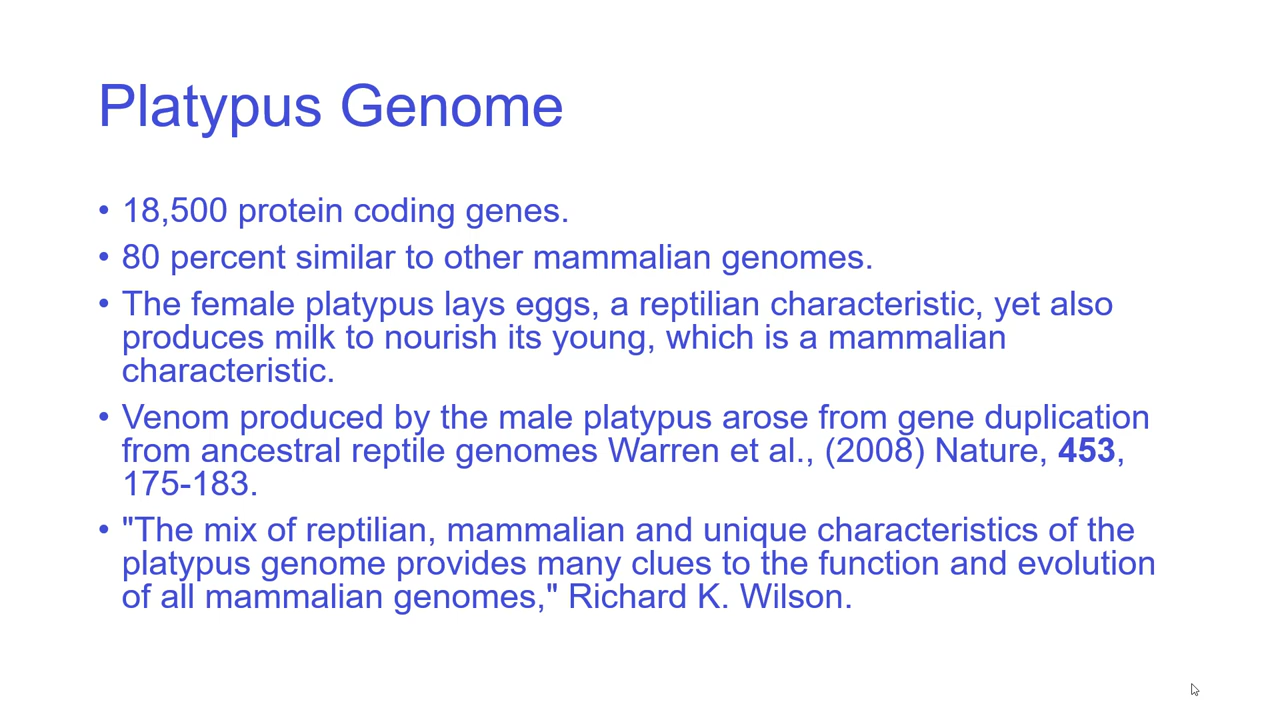 Platypus Genome
• 18,500 protein coding genes.
• 80 percent similar to other mammalian genomes.
• The female platypus lays eggs, a reptilian characteristic, yet also
produces milk to nourish its young, which is a mammalian
characteristic.
• Venom produced by the male platypus arose from gene duplication
from ancestral reptile genomes Warren et al., (2008) Nature, 453,
175-183.
• "The mix of reptilian, mammalian and unique characteristics of the
platypus genome provides many clues to the function and evolution
of all mammalian genomes," Richard K. Wilson.